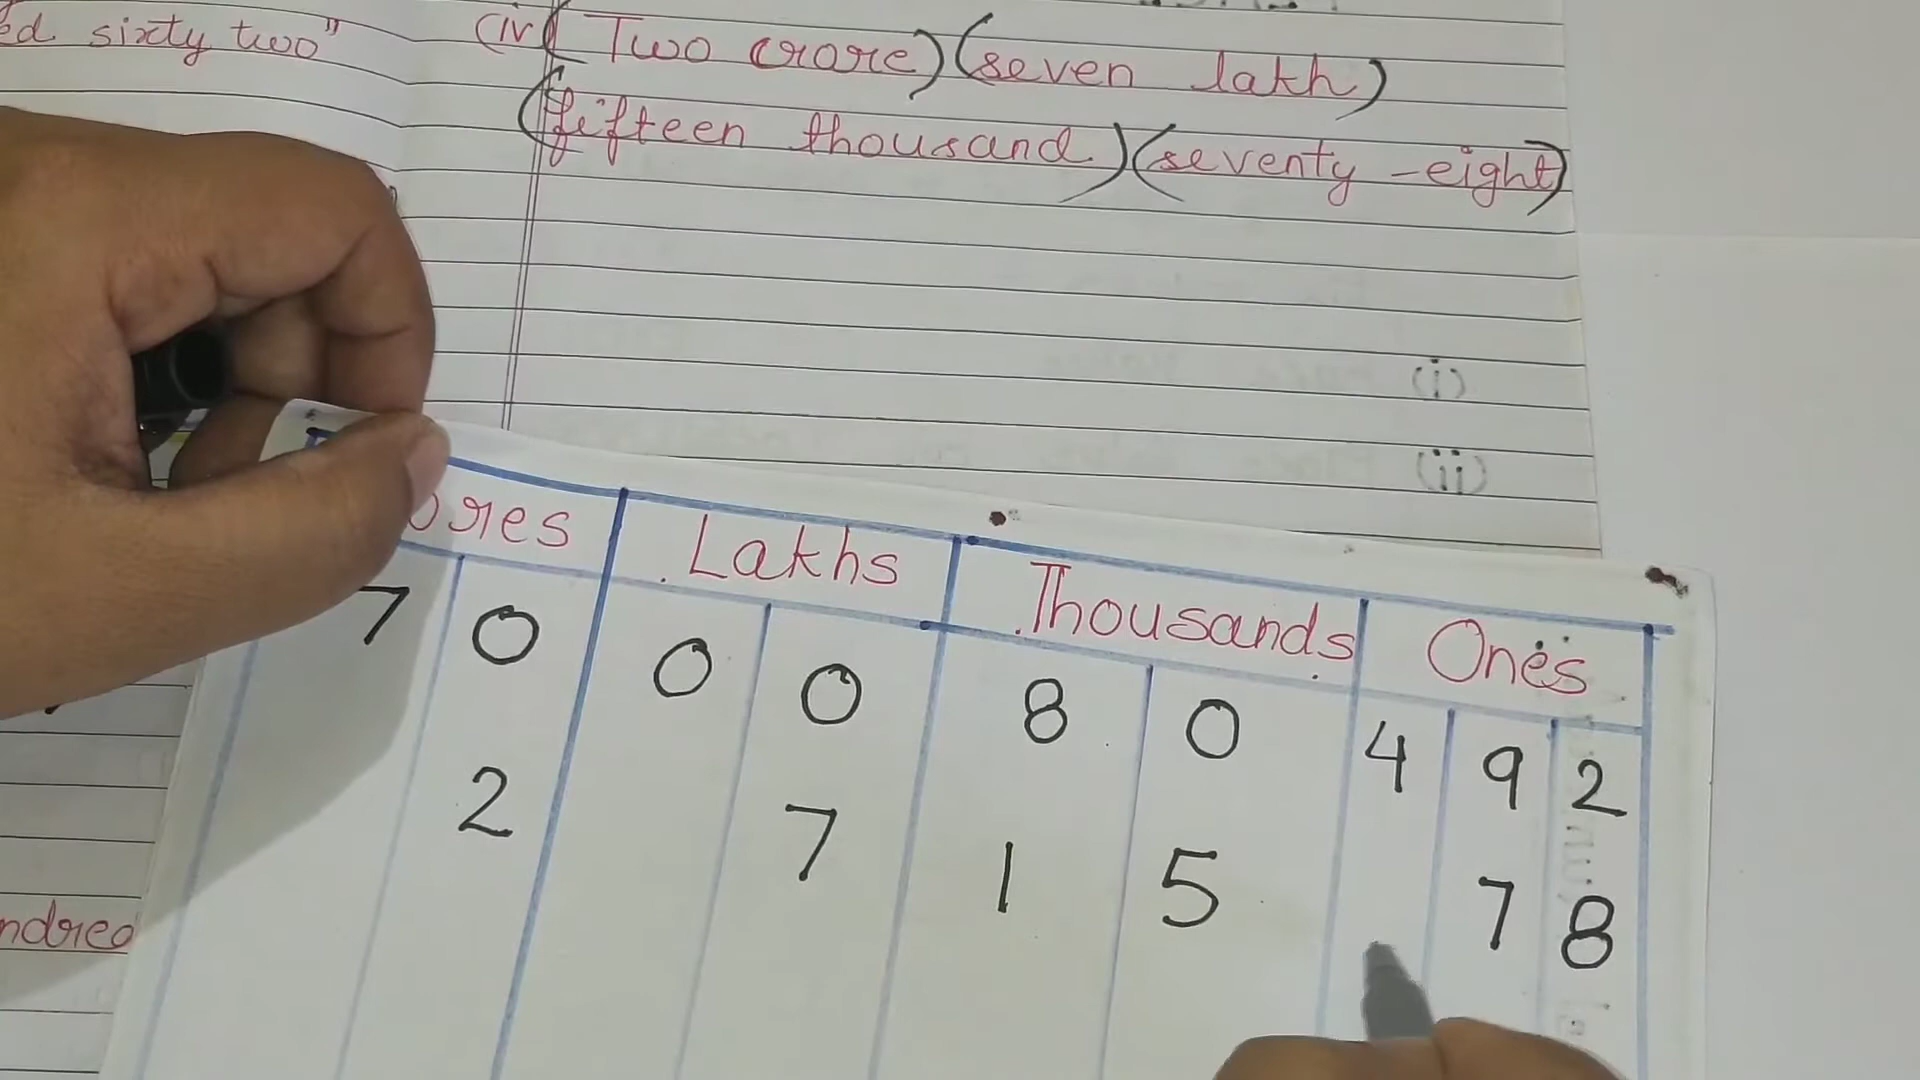 ed sixty two"
(iv (Two crore) (seven lakh)
(fifteen thousand) (seventy-eight)
(i)
(ii)
ores Lakhs Thousands Ones
7 0 0 0 8 0 4 9 2
2 7 1 5 7 8
ndred